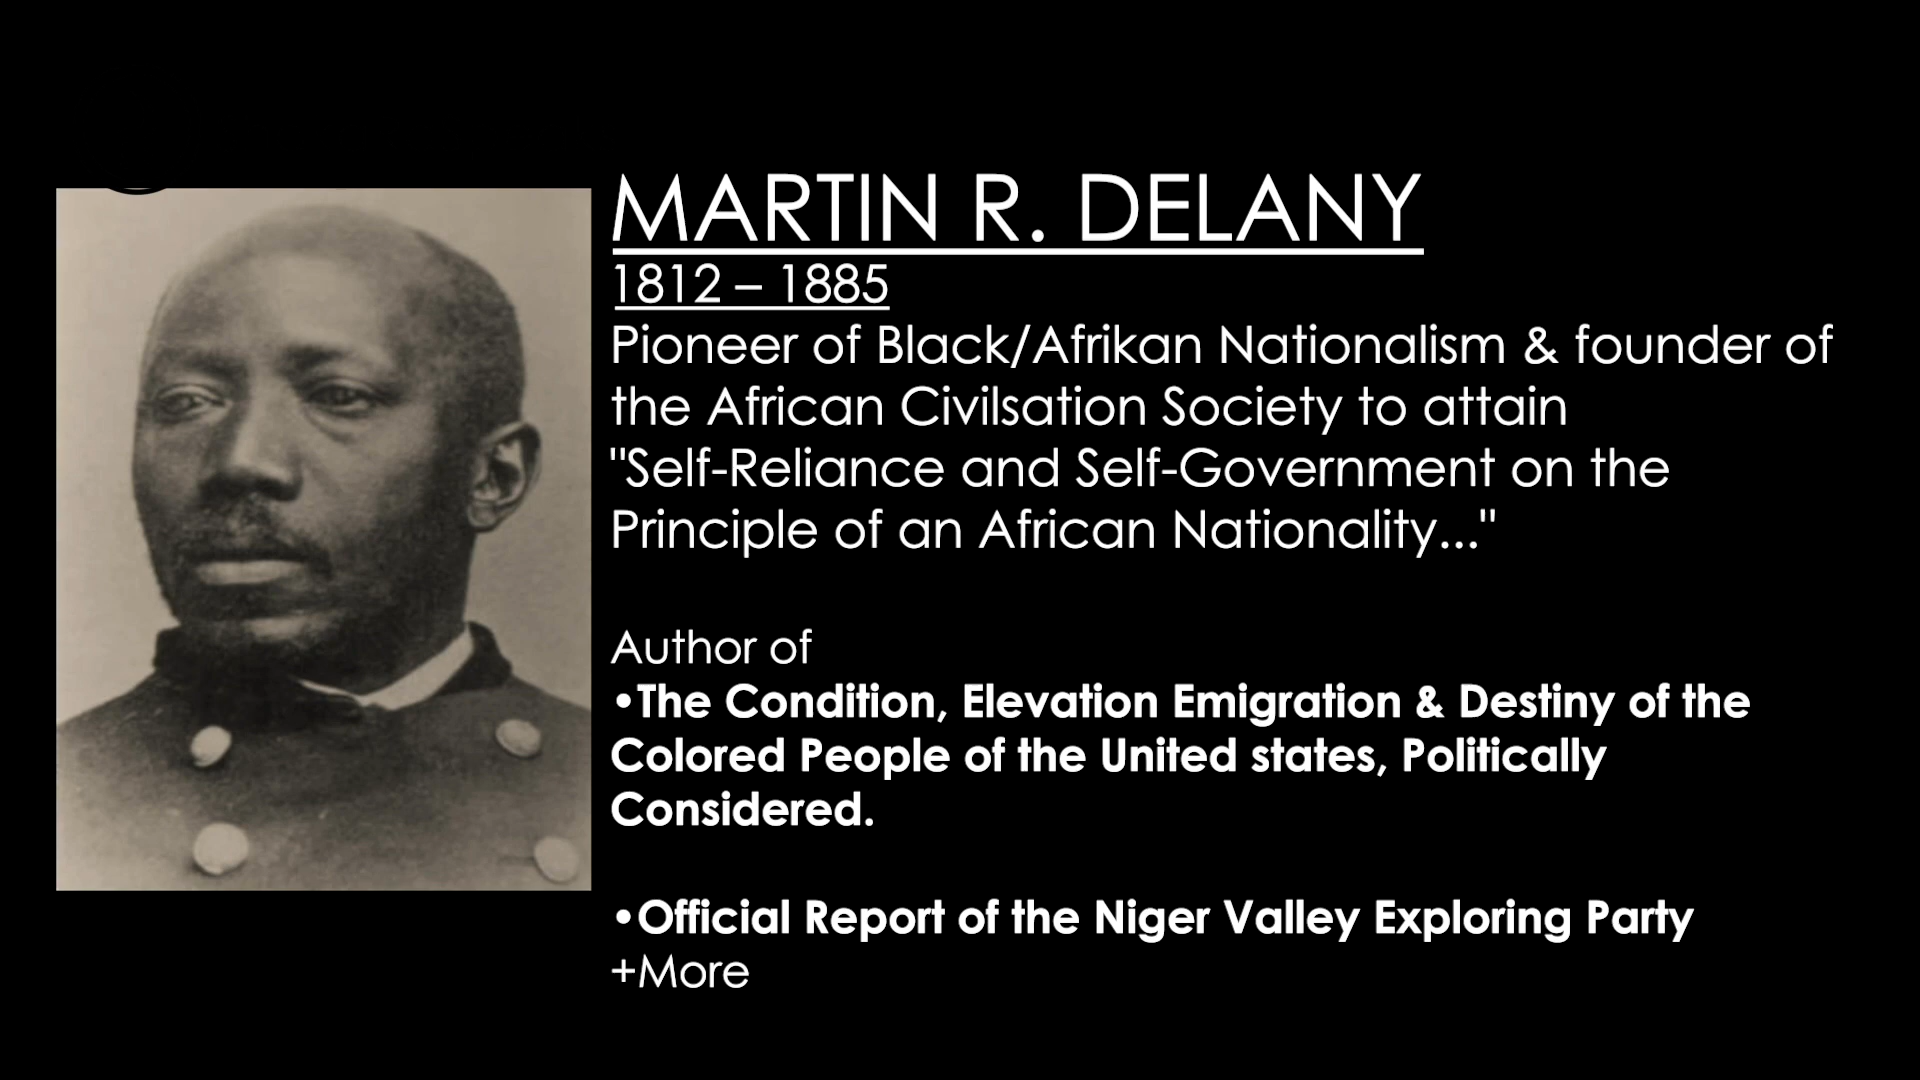 MARTIN R. DELANY
1812 – 1885
Pioneer of Black/Afrikan Nationalism & founder of
the African Civilsation Society to attain
"Self-Reliance and Self-Government on the
Principle of an African Nationality..."
Author of
•The Condition, Elevation Emigration & Destiny of the
Colored People of the United states, Politically
Considered.
•Official Report of the Niger Valley Exploring Party
+More